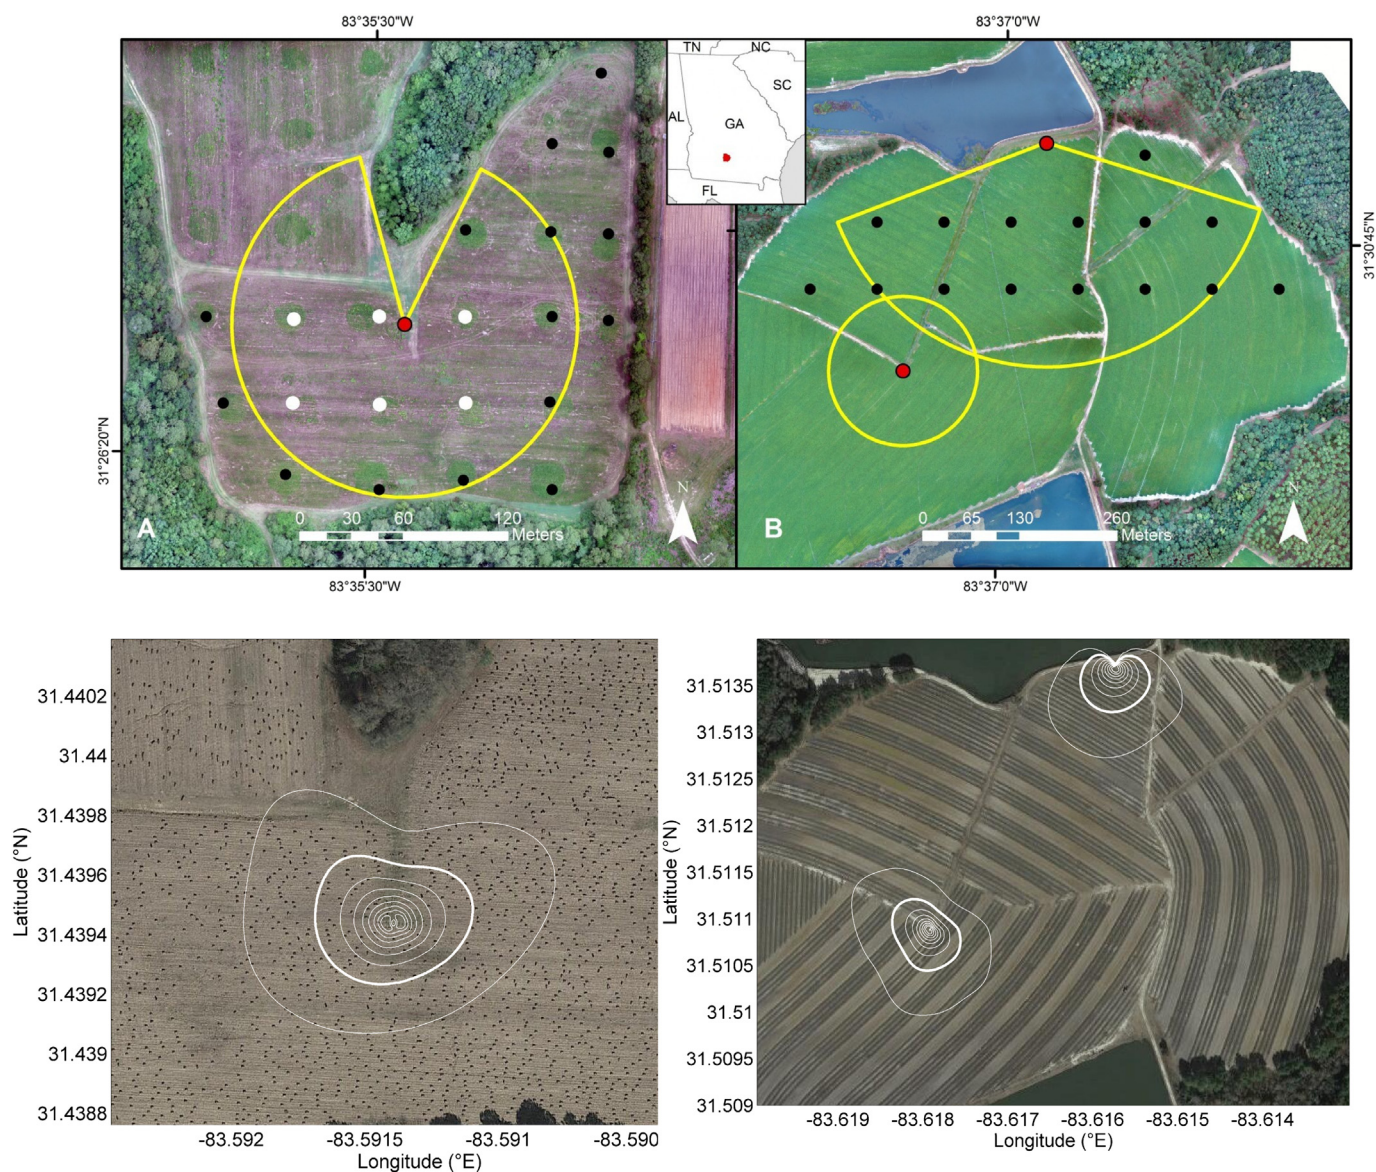 83°35'30"W
83°37'0"W
TN
NC
SC
AL
GA
FL
31°26'20"N
31°30'45"N
A
N
0 30 60 120
Meters
B
N
0 65 130 260
Meters
83°35'30"W
83°37'0"W
31.4402
31.44
31.4398
31.4396
31.4394
31.4392
31.439
31.4388
Latitude (°N)
-83.592 -83.5915 -83.591 -83.590
Longitude (°E)
31.5135
31.513
31.5125
31.512
31.5115
31.511
31.5105
31.51
31.5095
31.509
Latitude (°N)
-83.619 -83.618 -83.617 -83.616 -83.615 -83.614
Longitude (°E)